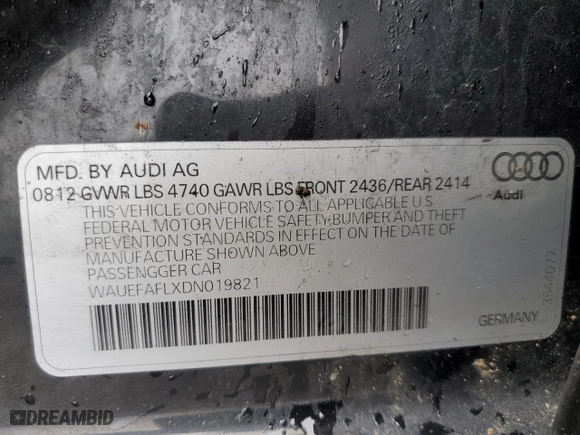 MFD. BY AUDI AG
0812 GVWR LBS 4740 GAWR LBS FRONT 2436/REAR 2414
THIS VEHICLE CONFORMS TO ALL APPLICABLE U S
FEDERAL MOTOR VEHICLE SAFETY,BUMPER AND THEFT
PREVENTION STANDARDS IN EFFECT ON THE DATE OF
MANUFACTURE SHOWN ABOVE
PASSENGGER CAR
WAUEFAFLXDN019821
Audi
GERMANY
3544077
DREAMBID